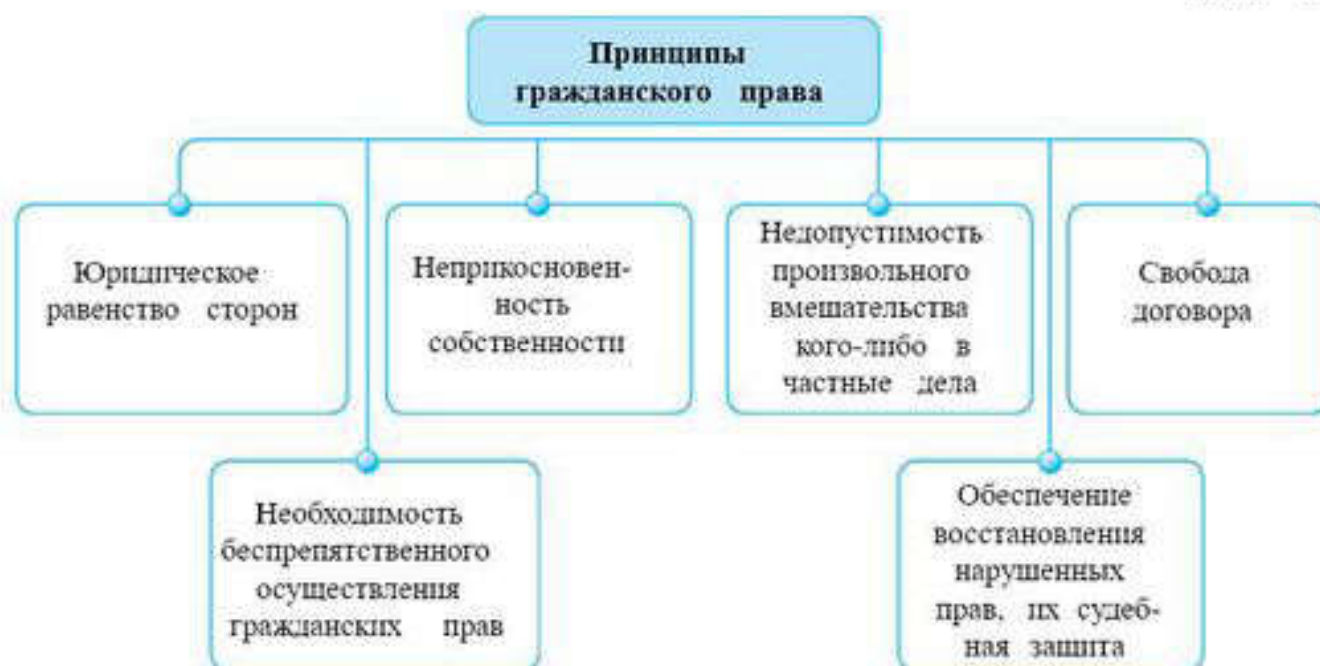 Принципы
гражданского права
Юридическое
равенство сторон
Неприкосновен-
ность
собственности
Недопустимость
произвольного
вмешательства
кого-либо в
частные дела
Свобода
договора
Необходимость
беспрепятственного
осуществления
гражданских прав
Обеспечение
восстановления
нарушенных
прав, их судеб-
ная защита